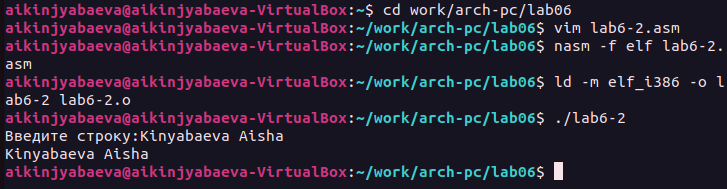 aikinjyabaeva@aikinjyabaeva-VirtualBox:~$ cd work/arch-pc/lab06
aikinjyabaeva@aikinjyabaeva-VirtualBox:~/work/arch-pc/lab06$ vim lab6-2.asm
aikinjyabaeva@aikinjyabaeva-VirtualBox:~/work/arch-pc/lab06$ nasm -f elf lab6-2.
asm
aikinjyabaeva@aikinjyabaeva-VirtualBox:~/work/arch-pc/lab06$ ld -m elf_i386 -o l
ab6-2 lab6-2.o
aikinjyabaeva@aikinjyabaeva-VirtualBox:~/work/arch-pc/lab06$ ./lab6-2
Введите строку:Kinyabaeva Aisha
Kinyabaeva Aisha
aikinjyabaeva@aikinjyabaeva-VirtualBox:~/work/arch-pc/lab06$